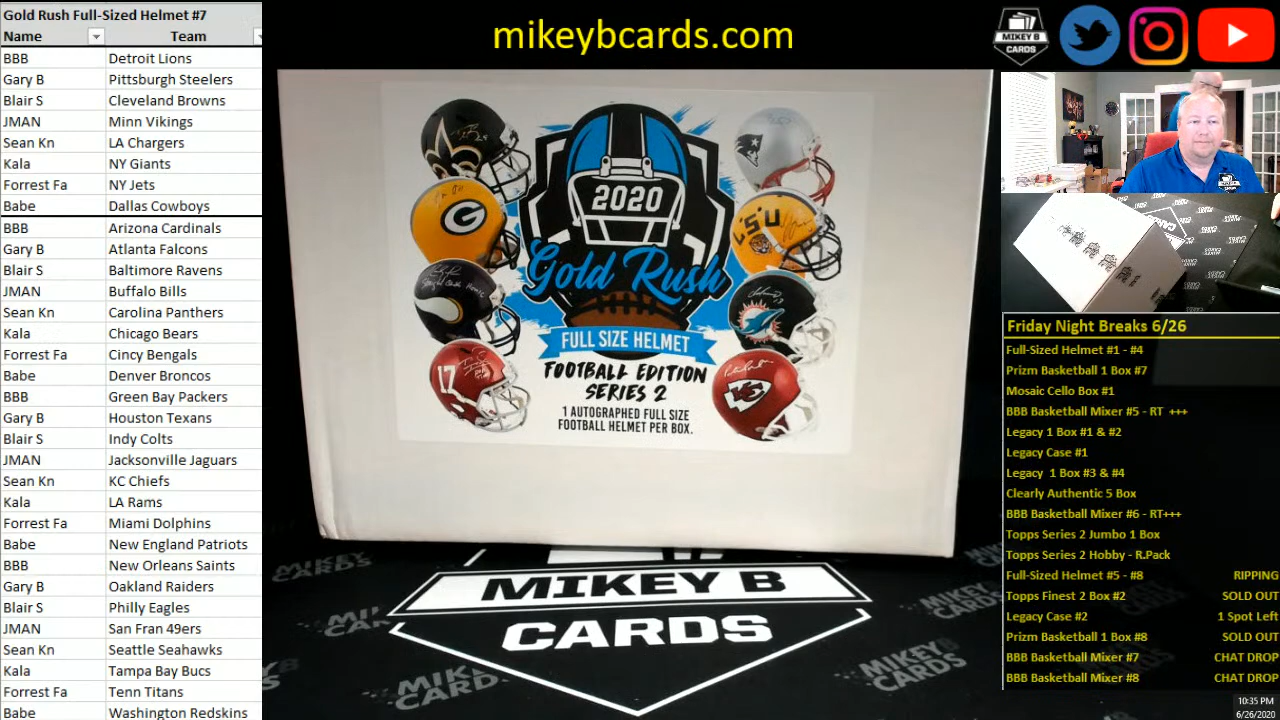 Gold Rush Full-Sized Helmet #7
Name Team
BBB Detroit Lions
Gary B Pittsburgh Steelers
Blair S Cleveland Browns
JMAN Minn Vikings
Sean Kn LA Chargers
Kala NY Giants
Forrest Fa NY Jets
Babe Dallas Cowboys
BBB Arizona Cardinals
Gary B Atlanta Falcons
Blair S Baltimore Ravens
JMAN Buffalo Bills
Sean Kn Carolina Panthers
Kala Chicago Bears
Forrest Fa Cincy Bengals
Babe Denver Broncos
BBB Green Bay Packers
Gary B Houston Texans
Blair S Indy Colts
JMAN Jacksonville Jaguars
Sean Kn KC Chiefs
Kala LA Rams
Forrest Fa Miami Dolphins
Babe New England Patriots
BBB New Orleans Saints
Gary B Oakland Raiders
Blair S Philly Eagles
JMAN San Fran 49ers
Sean Kn Seattle Seahawks
Kala Tampa Bay Bucs
Forrest Fa Tenn Titans
Babe Washington Redskins
mikeybcards.com
MIKEY B
CARDS
2020
Gold Rush
FULL SIZE HELMET
FOOTBALL EDITION
SERIES 2
1 AUTOGRAPHED FULL SIZE
FOOTBALL HELMET PER BOX.
G
LSU
17
KC
MIKEY B
CARDS
Friday Night Breaks 6/26
Full-Sized Helmet #1 - #4
Prizm Basketball 1 Box #7
Mosaic Cello Box #1
BBB Basketball Mixer #5 - RT +++
Legacy 1 Box #1 & #2
Legacy Case #1
Legacy 1 Box #3 & #4
Clearly Authentic 5 Box
BBB Basketball Mixer #6 - RT+++
Topps Series 2 Jumbo 1 Box
Topps Series 2 Hobby - R.Pack
Full-Sized Helmet #5 - #8 RIPPING
Topps Finest 2 Box #2 SOLD OUT
Legacy Case #2 1 Spot Left
Prizm Basketball 1 Box #8 SOLD OUT
BBB Basketball Mixer #7 CHAT DROP
BBB Basketball Mixer #8 CHAT DROP
10:35 PM
6/26/2020